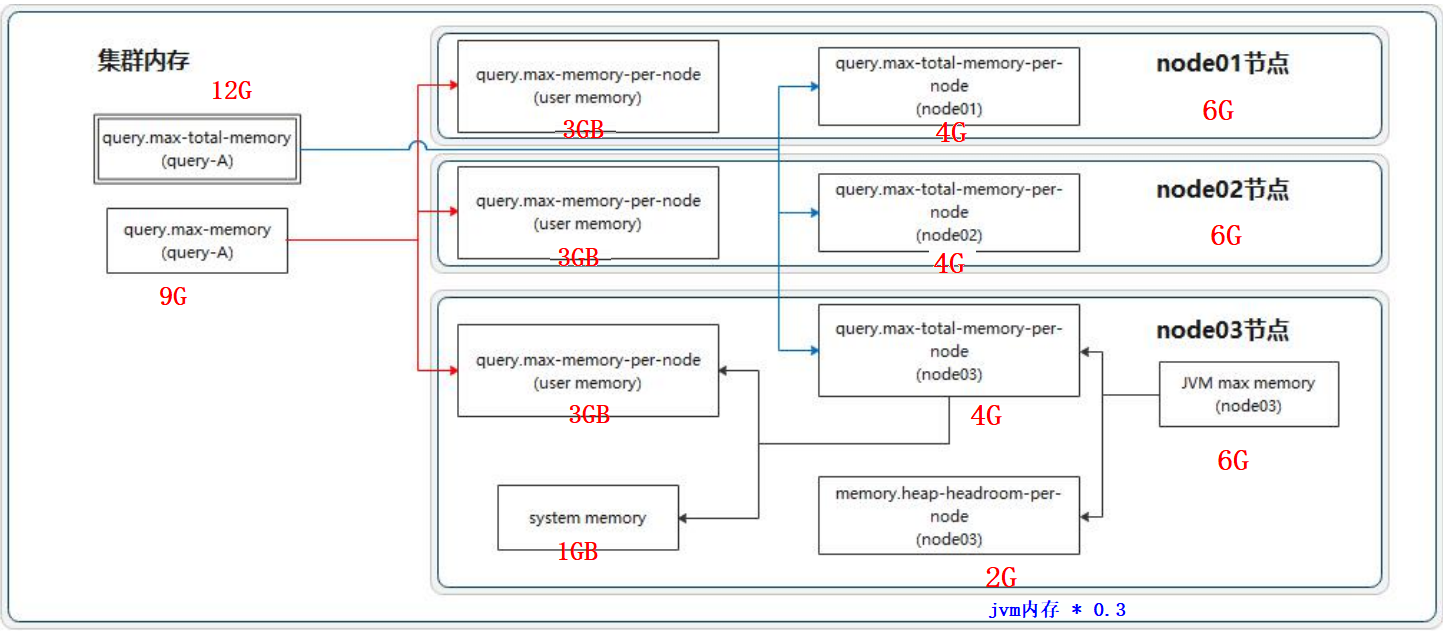 集群内存
12G
query.max-total-memory
(query-A)
query.max-memory
(query-A)
9G
query.max-memory-per-node
(user memory)
3GB
query.max-total-memory-per-
node
(node01)
4G
node01节点
6G
query.max-memory-per-node
(user memory)
3GB
query.max-total-memory-per-
node
(node02)
4G
node02节点
6G
query.max-memory-per-node
(user memory)
3GB
query.max-total-memory-per-
node
(node03)
4G
node03节点
JVM max memory
(node03)
6G
system memory
1GB
memory.heap-headroom-per-
node
(node03)
2G
jvm内存 * 0.3